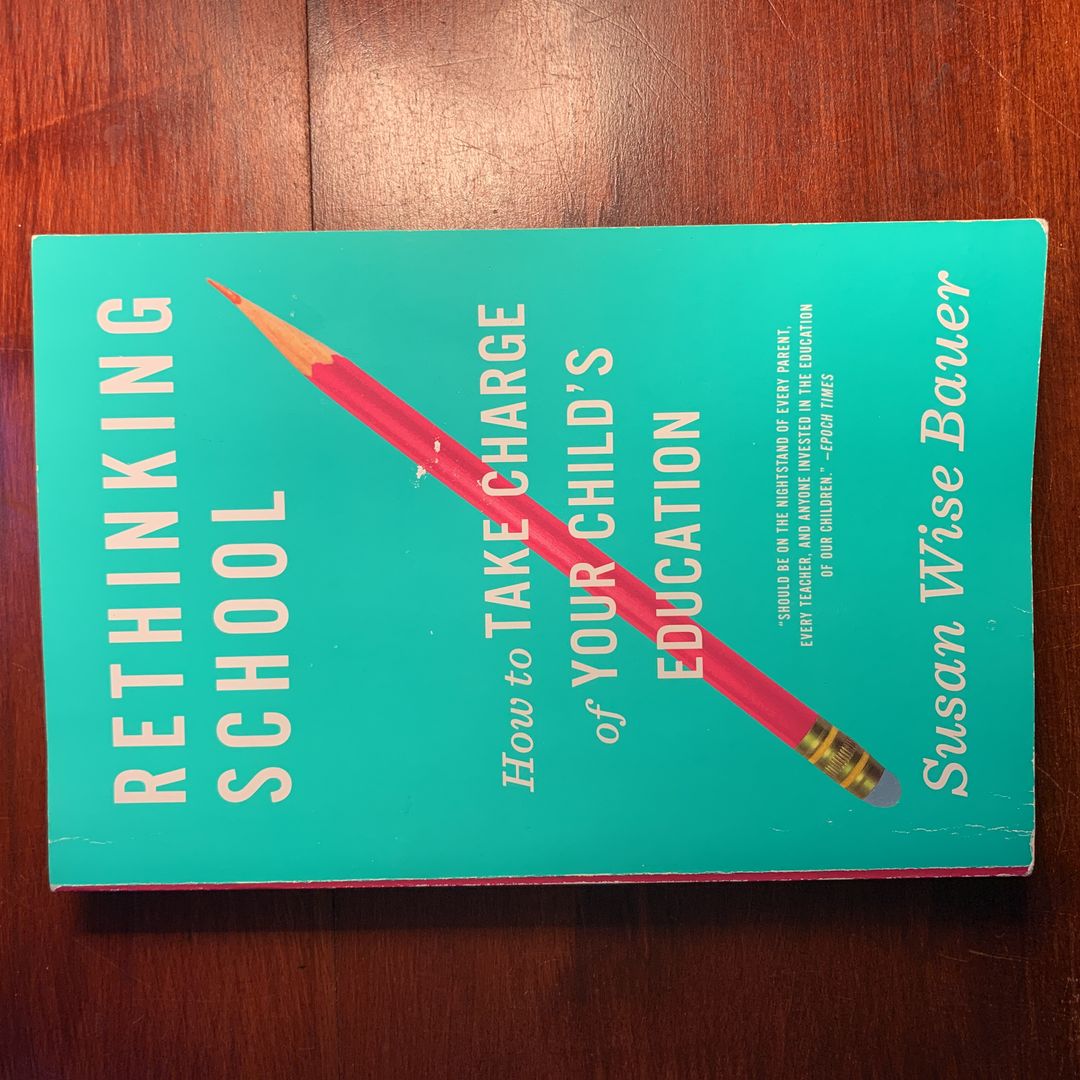 RETHINKING
SCHOOL
How to TAKE CHARGE
of YOUR CHILD'S
EDUCATION
"SHOULD BE ON THE NIGHTSTAND OF EVERY PARENT,
EVERY TEACHER, AND ANYONE INVESTED IN THE EDUCATION
OF OUR CHILDREN." —EPOCH TIMES
Susan Wise Bauer